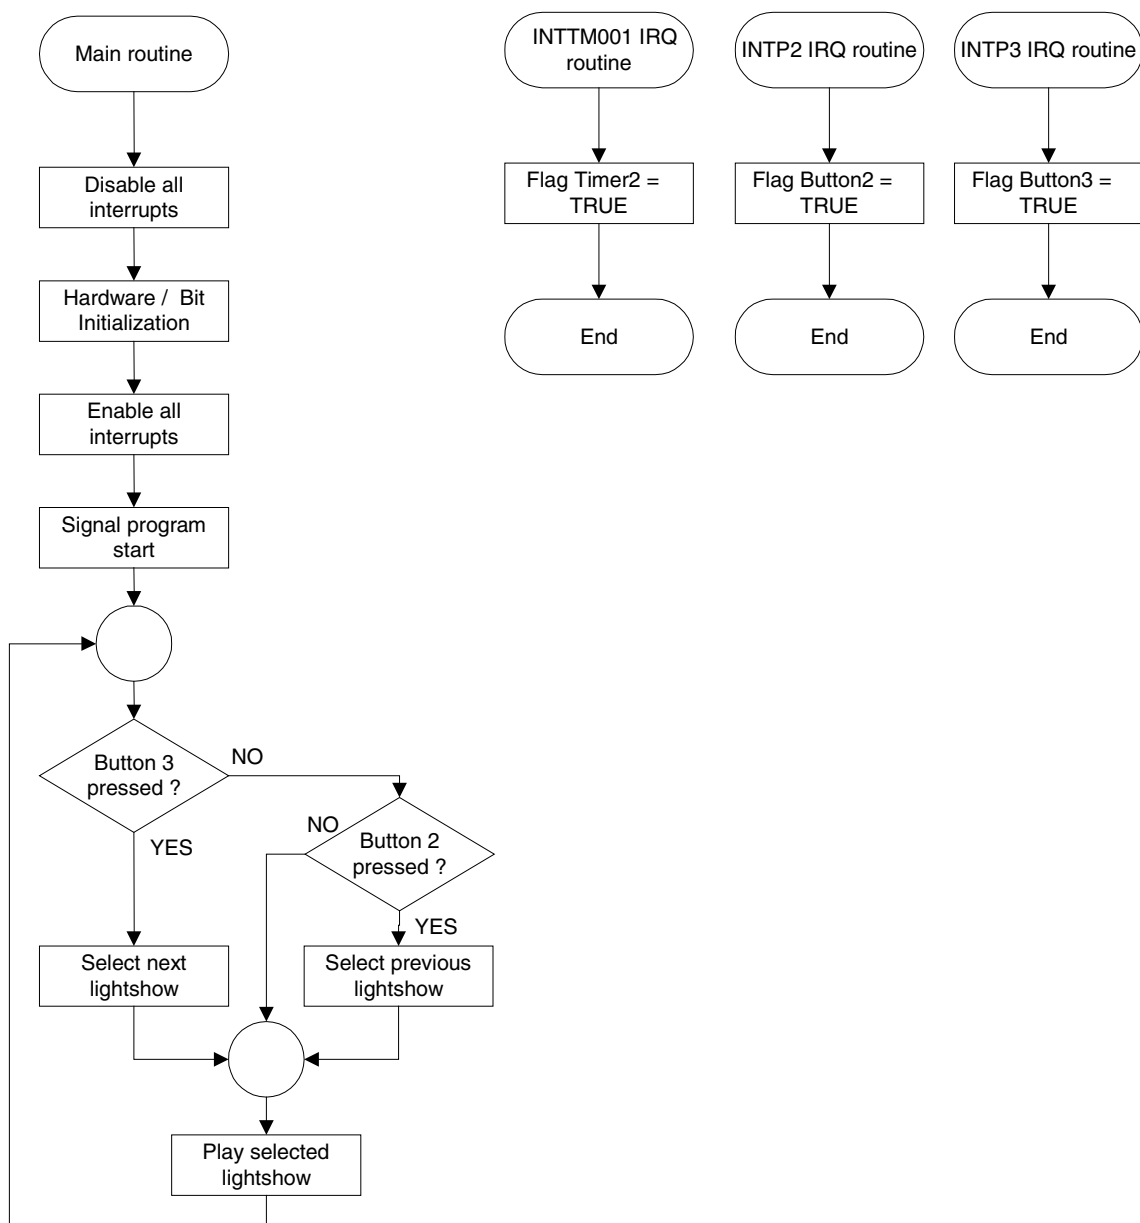 Main routine
Disable all
interrupts
Hardware / Bit
Initialization
Enable all
interrupts
Signal program
start
Button 3
pressed ?
NO
YES
NO
Button 2
pressed ?
YES
Select next
lightshow
Select previous
lightshow
Play selected
lightshow
INTTM001 IRQ
routine
Flag Timer2 =
TRUE
End
INTP2 IRQ routine
Flag Button2 =
TRUE
End
INTP3 IRQ routine
Flag Button3 =
TRUE
End